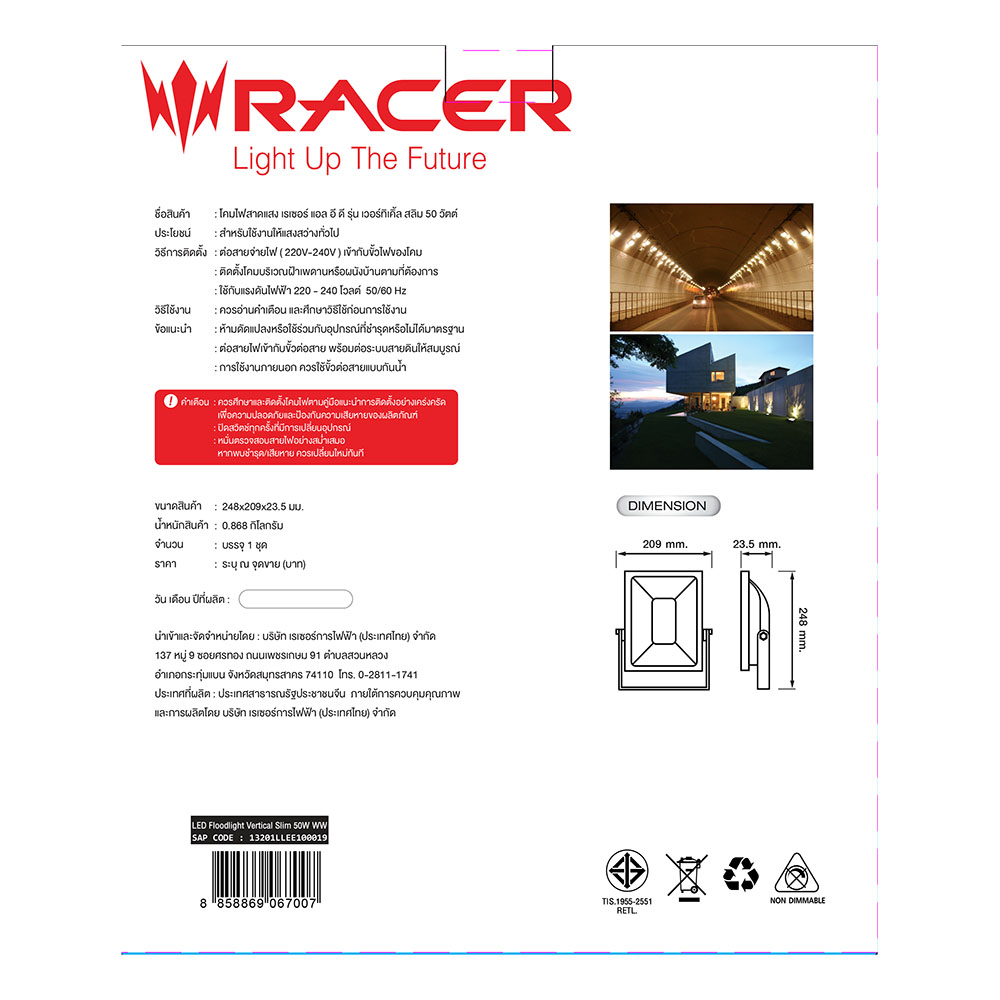 RACER
Light Up The Future
ชื่อสินค้า : โคมไฟสาดแสง เรเซอร์ แอล อี ดี รุ่น เวอร์ทิเคิ้ล สลิม 50 วัตต์
ประโยชน์ : สำหรับใช้งานให้แสงสว่างทั่วไป
วิธีการติดตั้ง : ต่อสายจ่ายไฟ ( 220V-240V ) เข้ากับขั้วไฟของโคม
: ติดตั้งโคมบริเวณฝ้าเพดานหรือผนังบ้านตามที่ต้องการ
: ใช้กับแรงดันไฟฟ้า 220 - 240 โวลต์ 50/60 Hz
วิธีใช้งาน : ควรอ่านคำเตือน และศึกษาวิธีใช้ก่อนการใช้งาน
ข้อแนะนำ : ห้ามดัดแปลงหรือใช้ร่วมกับอุปกรณ์ที่ชำรุดหรือไม่ได้มาตรฐาน
: ต่อสายไฟเข้ากับขั้วต่อสาย พร้อมต่อระบบสายดินให้สมบูรณ์
: การใช้งานภายนอก ควรใช้ขั้วต่อสายแบบกันน้ำ
! คำเตือน : ควรศึกษาและติดตั้งโคมไฟตามคู่มือแนะนำการติดตั้งอย่างเคร่งครัด
เพื่อความปลอดภัยและป้องกันความเสียหายของผลิตภัณฑ์
: ปิดสวิตช์ทุกครั้งที่มีการเปลี่ยนอุปกรณ์
: หมั่นตรวจสอบสายไฟอย่างสม่ำเสมอ
หากพบชำรุด/เสียหาย ควรเปลี่ยนใหม่ทันที
ขนาดสินค้า : 248x209x23.5 มม.
น้ำหนักสินค้า : 0.868 กิโลกรัม
จำนวน : บรรจุ 1 ชุด
ราคา : ระบุ ณ จุดขาย (บาท)
วัน เดือน ปีที่ผลิต :
นำเข้าและจัดจำหน่ายโดย : บริษัท เรเซอร์การไฟฟ้า (ประเทศไทย) จำกัด
137 หมู่ 9 ซอยศรทอง ถนนเพชรเกษม 91 ตำบลสวนหลวง
อำเภอกระทุ่มแบน จังหวัดสมุทรสาคร 74110 โทร. 0-2811-1741
ประเทศที่ผลิต : ประเทศสาธารณรัฐประชาชนจีน ภายใต้การควบคุมคุณภาพ
และการผลิตโดย บริษัท เรเซอร์การไฟฟ้า (ประเทศไทย) จำกัด
DIMENSION
209 mm.
23.5 mm.
248 mm.
LED Floodlight Vertical Slim 50W WW
SAP CODE : 13201LLEE100019
8 858869 067007
TIS.1955-2551
RETL.
NON DIMMABLE